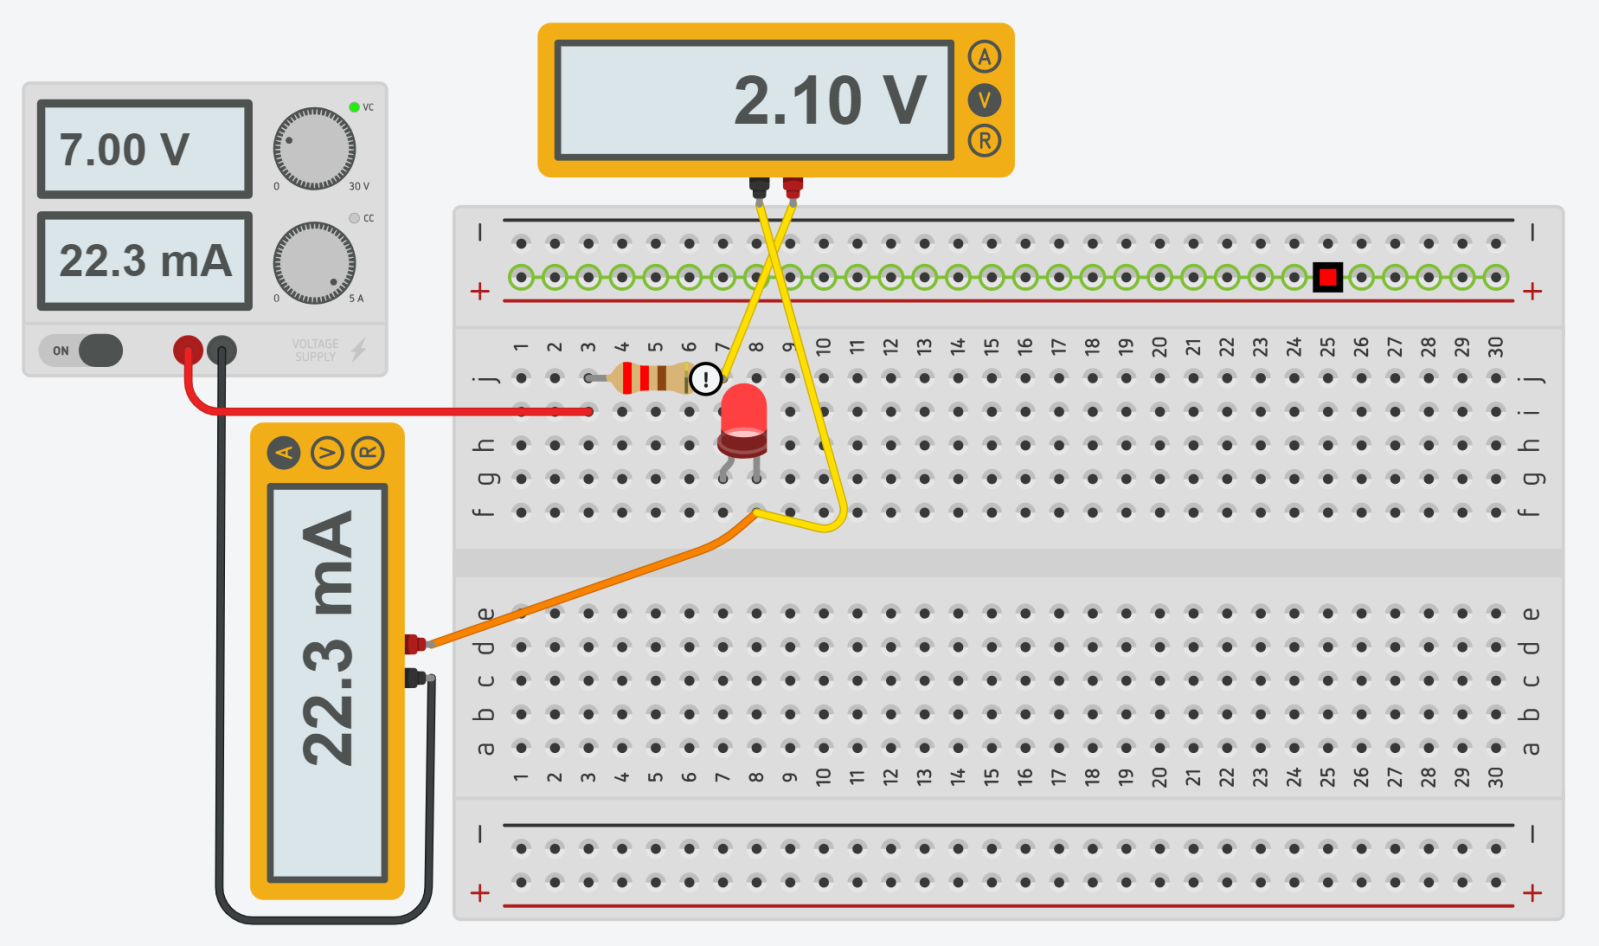 2.10 V
A
V
R
7.00 V
VC
0
30 V
22.3 mA
CC
0
5 A
ON
VOLTAGE
SUPPLY
− −
+ +
1 2 3 4 5 6 7 8 9 10 11 12 13 14 15 16 17 18 19 20 21 22 23 24 25 26 27 28 29 30
j ! j
i
h h
g g
f f
A V R
22.3 mA
e e
d d
c c
b b
a a
1 2 3 4 5 6 7 8 9 10 11 12 13 14 15 16 17 18 19 20 21 22 23 24 25 26 27 28 29 30
− −
+ +